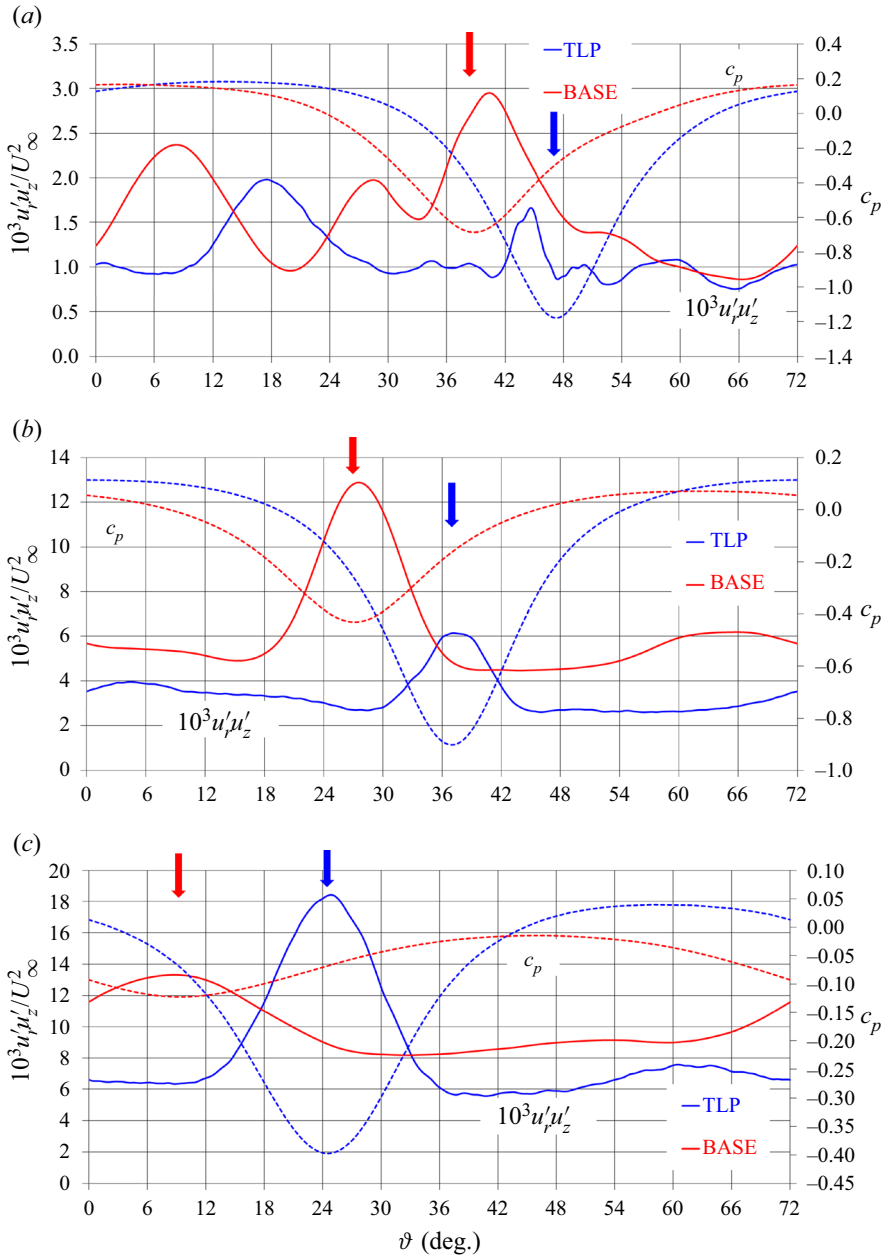 (a)
3.5
3.0
2.5
2.0
1.5
1.0
0.5
0.0
10³u′ᵣu′_z/U²_∞
TLP
BASE
c_p
10³u′ᵣu′_z
0.4
0.2
0.0
–0.2
–0.4
–0.6
–0.8
–1.0
–1.2
–1.4
c_p
0 6 12 18 24 30 36 42 48 54 60 66 72
(b)
14
12
10
8
6
4
2
0
10³u′ᵣu′_z/U²_∞
c_p
TLP
BASE
10³u′ᵣu′_z
0.2
0.0
–0.2
–0.4
–0.6
–0.8
–1.0
c_p
0 6 12 18 24 30 36 42 48 54 60 66 72
(c)
20
18
16
14
12
10
8
6
4
2
0
10³u′ᵣu′_z/U²_∞
c_p
10³u′ᵣu′_z
TLP
BASE
0.10
0.05
0.00
–0.05
–0.10
–0.15
–0.20
–0.25
–0.30
–0.35
–0.40
–0.45
c_p
0 6 12 18 24 30 36 42 48 54 60 66 72
ϑ (deg.)